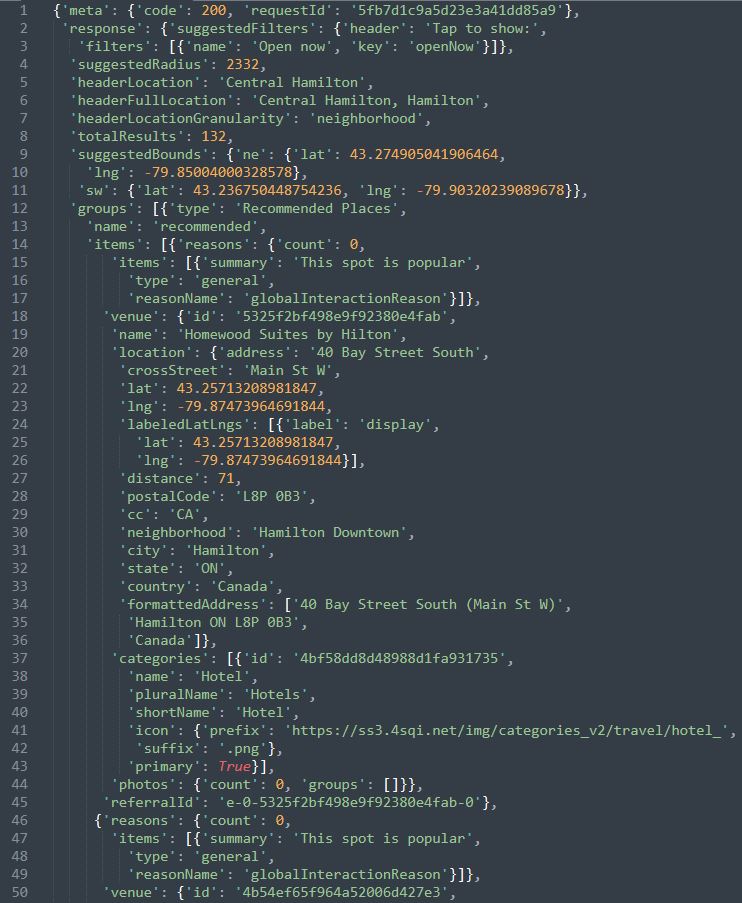 1 {'meta': {'code': 200, 'requestId': '5fb7d1c9a5d23e3a41dd85a9'},
2 'response': {'suggestedFilters': {'header': 'Tap to show:',
3 'filters': [{'name': 'Open now', 'key': 'openNow'}]},
4 'suggestedRadius': 2332,
5 'headerLocation': 'Central Hamilton',
6 'headerFullLocation': 'Central Hamilton, Hamilton',
7 'headerLocationGranularity': 'neighborhood',
8 'totalResults': 132,
9 'suggestedBounds': {'ne': {'lat': 43.274905041906464,
10 'lng': -79.85004000328578},
11 'sw': {'lat': 43.236750448754236, 'lng': -79.90320239089678}},
12 'groups': [{'type': 'Recommended Places',
13 'name': 'recommended',
14 'items': [{'reasons': {'count': 0,
15 'items': [{'summary': 'This spot is popular',
16 'type': 'general',
17 'reasonName': 'globalInteractionReason'}]},
18 'venue': {'id': '5325f2bf498e9f92380e4fab',
19 'name': 'Homewood Suites by Hilton',
20 'location': {'address': '40 Bay Street South',
21 'crossStreet': 'Main St W',
22 'lat': 43.25713208981847,
23 'lng': -79.87473964691844,
24 'labeledLatLngs': [{'label': 'display',
25 'lat': 43.25713208981847,
26 'lng': -79.87473964691844}],
27 'distance': 71,
28 'postalCode': 'L8P 0B3',
29 'cc': 'CA',
30 'neighborhood': 'Hamilton Downtown',
31 'city': 'Hamilton',
32 'state': 'ON',
33 'country': 'Canada',
34 'formattedAddress': ['40 Bay Street South (Main St W)',
35 'Hamilton ON L8P 0B3',
36 'Canada']},
37 'categories': [{'id': '4bf58dd8d48988d1fa931735',
38 'name': 'Hotel',
39 'pluralName': 'Hotels',
40 'shortName': 'Hotel',
41 'icon': {'prefix': 'https://ss3.4sqi.net/img/categories_v2/travel/hotel_',
42 'suffix': '.png'},
43 'primary': True}],
44 'photos': {'count': 0, 'groups': []}},
45 'referralId': 'e-0-5325f2bf498e9f92380e4fab-0'},
46 {'reasons': {'count': 0,
47 'items': [{'summary': 'This spot is popular',
48 'type': 'general',
49 'reasonName': 'globalInteractionReason'}]},
50 'venue': {'id': '4b54ef65f964a52006d427e3',